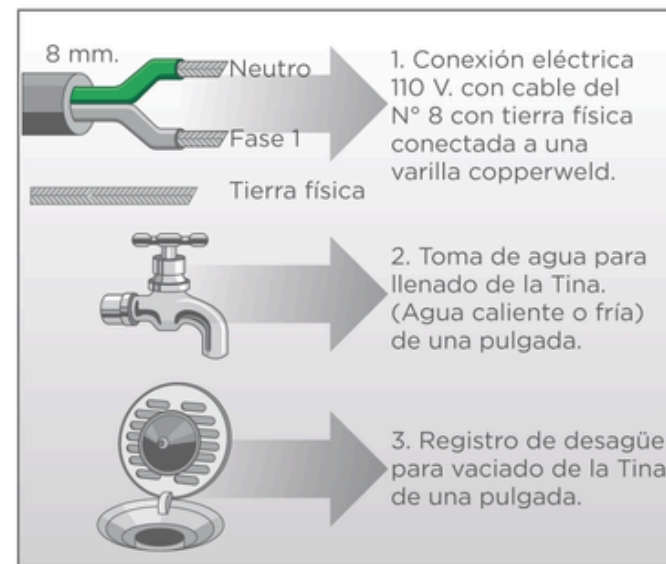 8 mm.
Neutro
Fase 1
Tierra física
1. Conexión eléctrica
110 V. con cable del
N° 8 con tierra física
conectada a una
varilla copperweld.
2. Toma de agua para
llenado de la Tina.
(Agua caliente o fría)
de una pulgada.
3. Registro de desagüe
para vaciado de la Tina
de una pulgada.